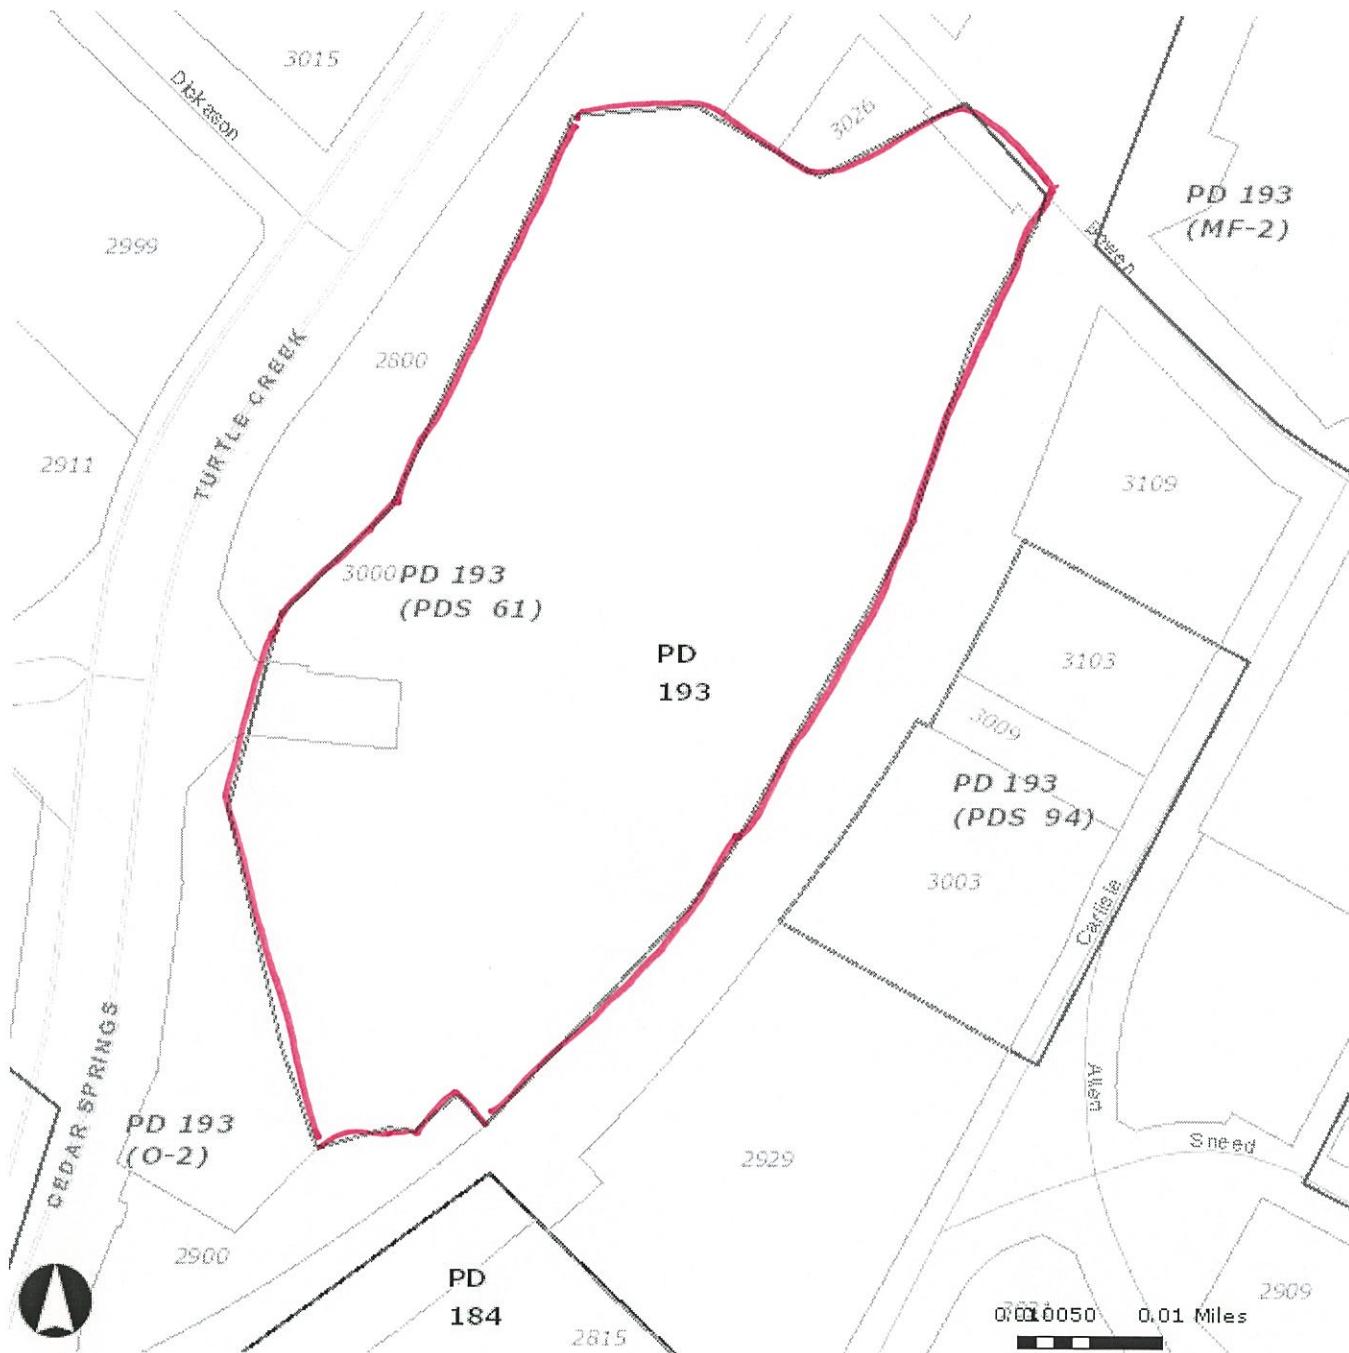 3015
Dickason
3026
PD 193
(MF-2)
Bowen
2999
TURTLE CREEK
2800
2911
3109
3000
PD 193
(PDS 61)
PD
193
3103
3009
PD 193
(PDS 94)
3003
Carlisle
CEDAR SPRINGS
Allen
PD 193
(O-2)
Sneed
2929
2900
PD
184
2909
2815
0.01 Miles